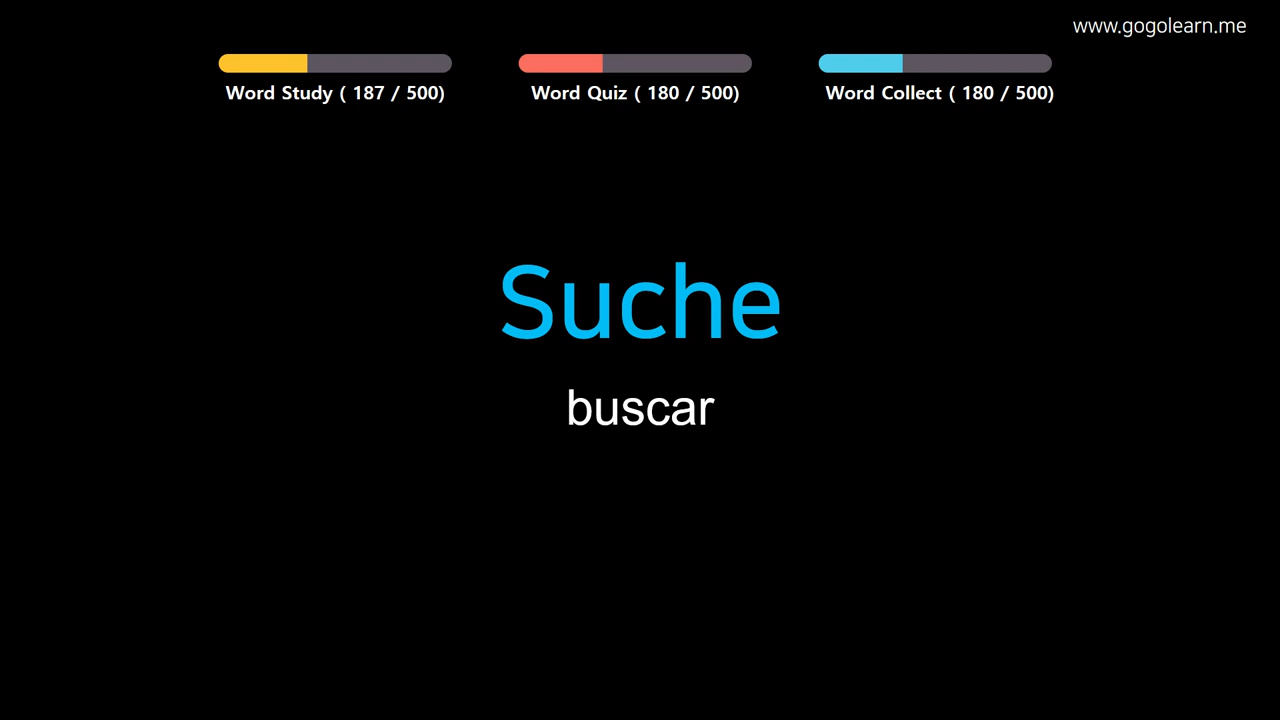 www.gogolearn.me
Word Study ( 187 / 500)
Word Quiz ( 180 / 500)
Word Collect ( 180 / 500)
Suche
buscar